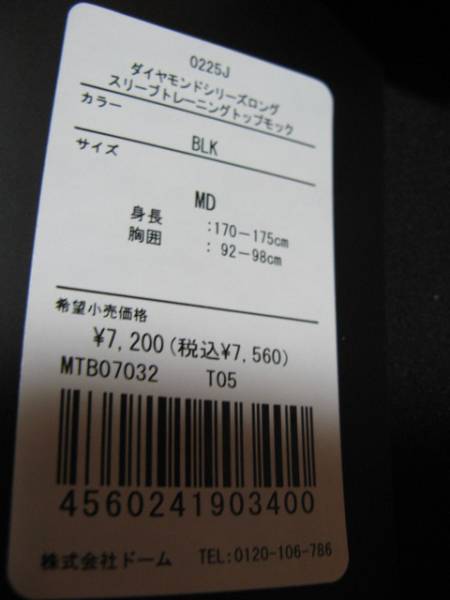 0225J
ダイヤモンドシリーズロング
スリーブトレーニングトップモック
カラー
BLK
サイズ
MD
身長 :170-175cm
胸囲 : 92-98cm
希望小売価格
¥7,200(税込¥7,560)
MTB07032 T05
4560241903400
株式会社ドーム TEL:0120-106-786